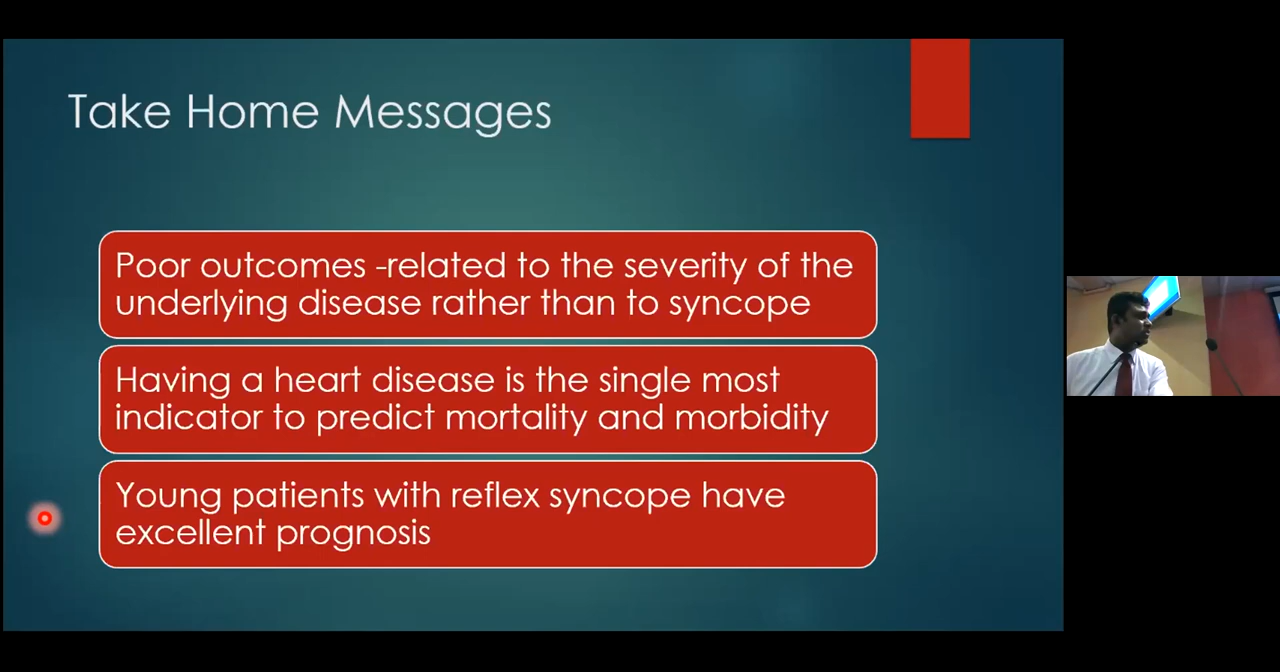 Take Home Messages
Poor outcomes -related to the severity of the
underlying disease rather than to syncope
Having a heart disease is the single most
indicator to predict mortality and morbidity
Young patients with reflex syncope have
excellent prognosis